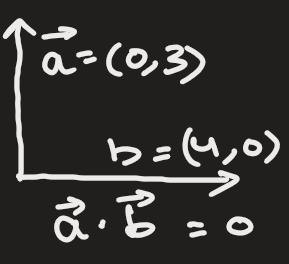 a⃗ = (0,3)
b = (4,0)
a⃗ · b⃗ = 0